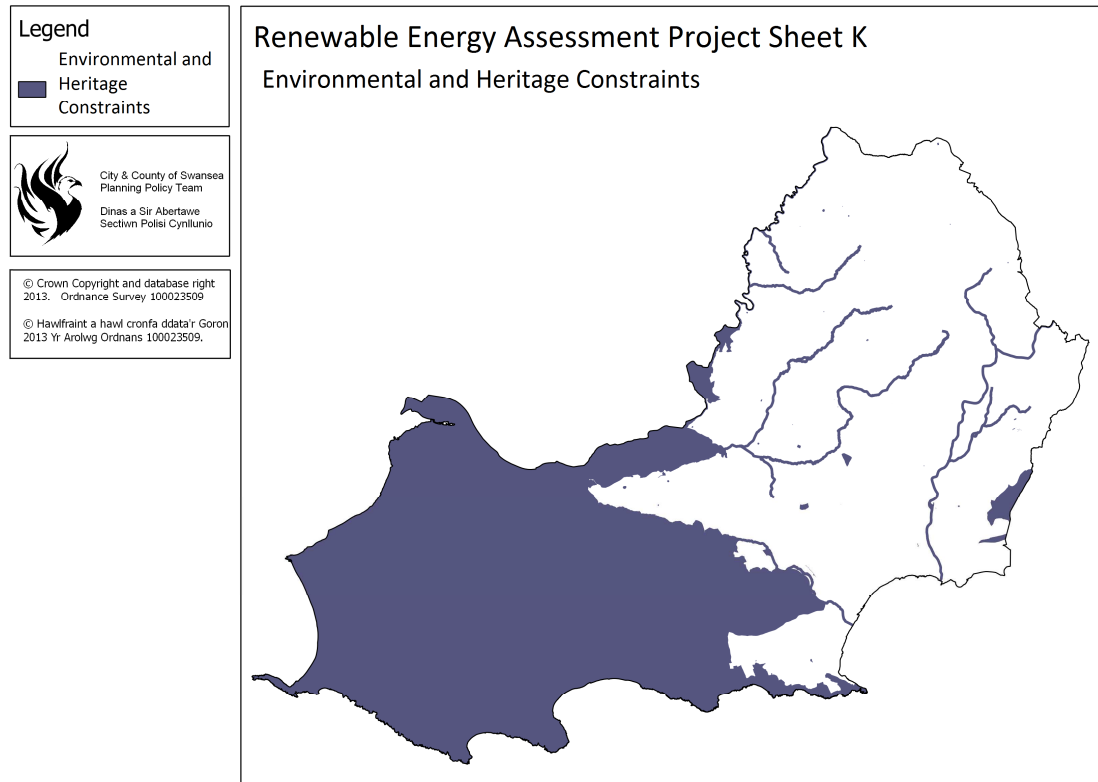 Legend
Environmental and
Heritage
Constraints
City & County of Swansea
Planning Policy Team
Dinas a Sir Abertawe
Sectiwn Polisi Cynllunio
© Crown Copyright and database right
2013. Ordnance Survey 100023509
© Hawlfraint a hawl cronfa ddata'r Goron
2013 Yr Arolwg Ordnans 100023509.
Renewable Energy Assessment Project Sheet K
Environmental and Heritage Constraints